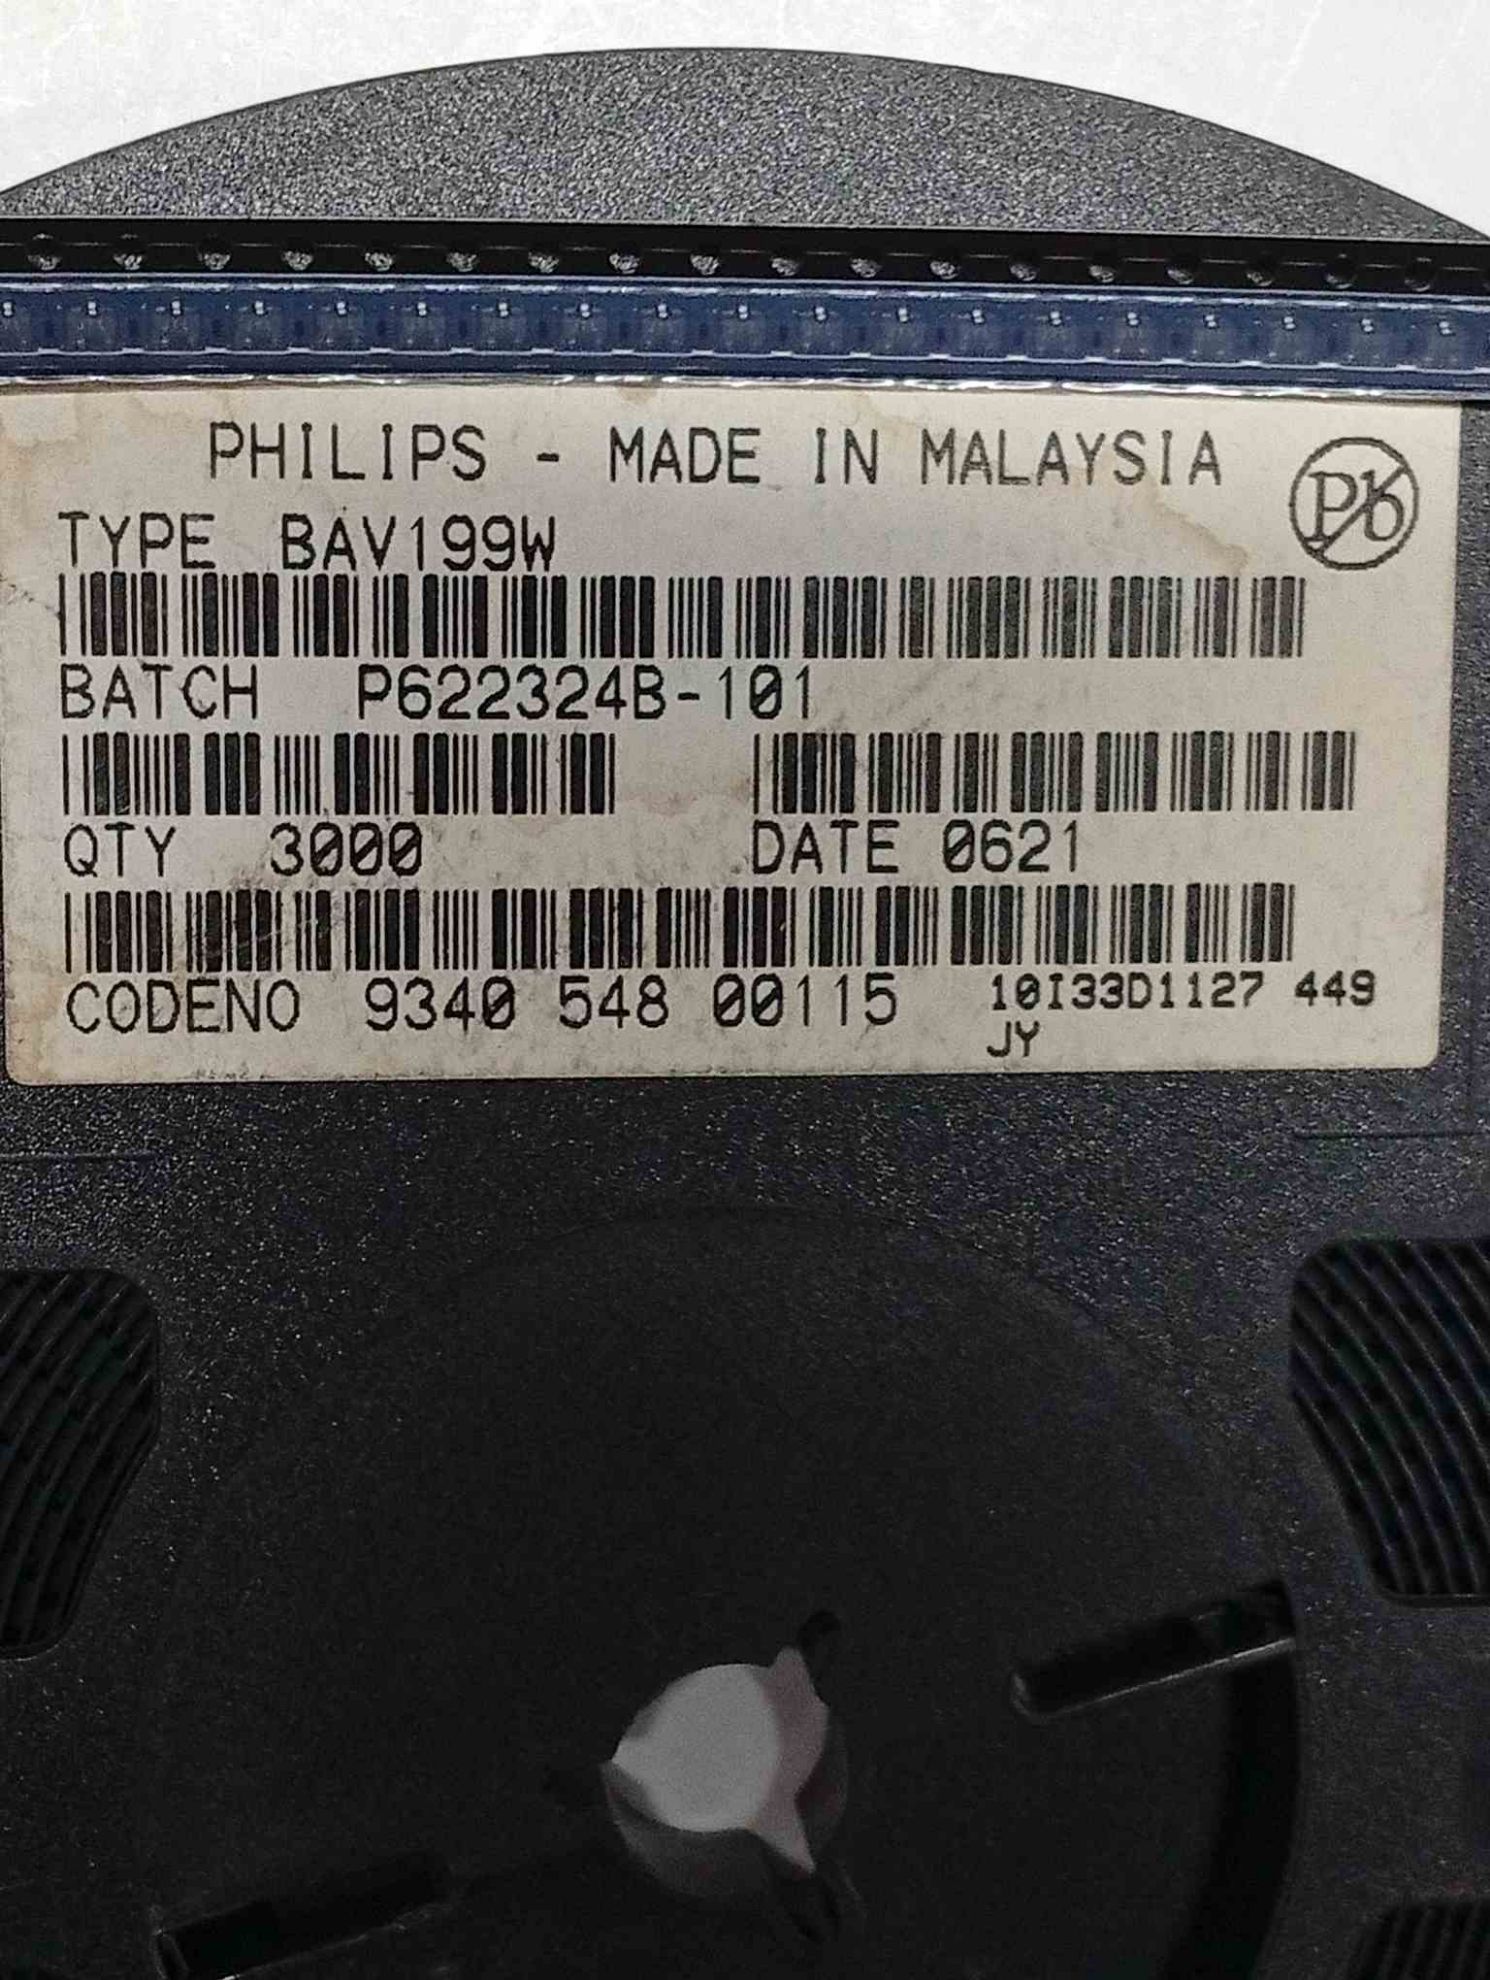 PHILIPS - MADE IN MALAYSIA
Pb
TYPE BAV199W
BATCH P622324B-101
QTY 3000 DATE 0621
CODENO 9340 548 00115 10I33D1127 449
JY